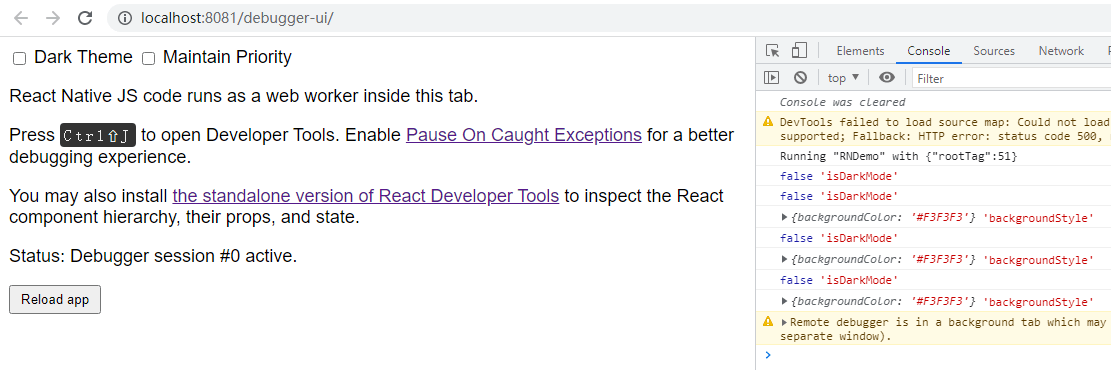 localhost:8081/debugger-ui/
Dark Theme Maintain Priority
React Native JS code runs as a web worker inside this tab.
Press Ctrl⇧J to open Developer Tools. Enable Pause On Caught Exceptions for a better
debugging experience.
You may also install the standalone version of React Developer Tools to inspect the React
component hierarchy, their props, and state.
Status: Debugger session #0 active.
Reload app
Elements Console Sources Network
top ▼ Filter
Console was cleared
DevTools failed to load source map: Could not load
supported; Fallback: HTTP error: status code 500,
Running "RNDemo" with {"rootTag":51}
false 'isDarkMode'
false 'isDarkMode'
▶{backgroundColor: '#F3F3F3'} 'backgroundStyle'
false 'isDarkMode'
▶{backgroundColor: '#F3F3F3'} 'backgroundStyle'
false 'isDarkMode'
▶{backgroundColor: '#F3F3F3'} 'backgroundStyle'
▶Remote debugger is in a background tab which may
separate window).
>